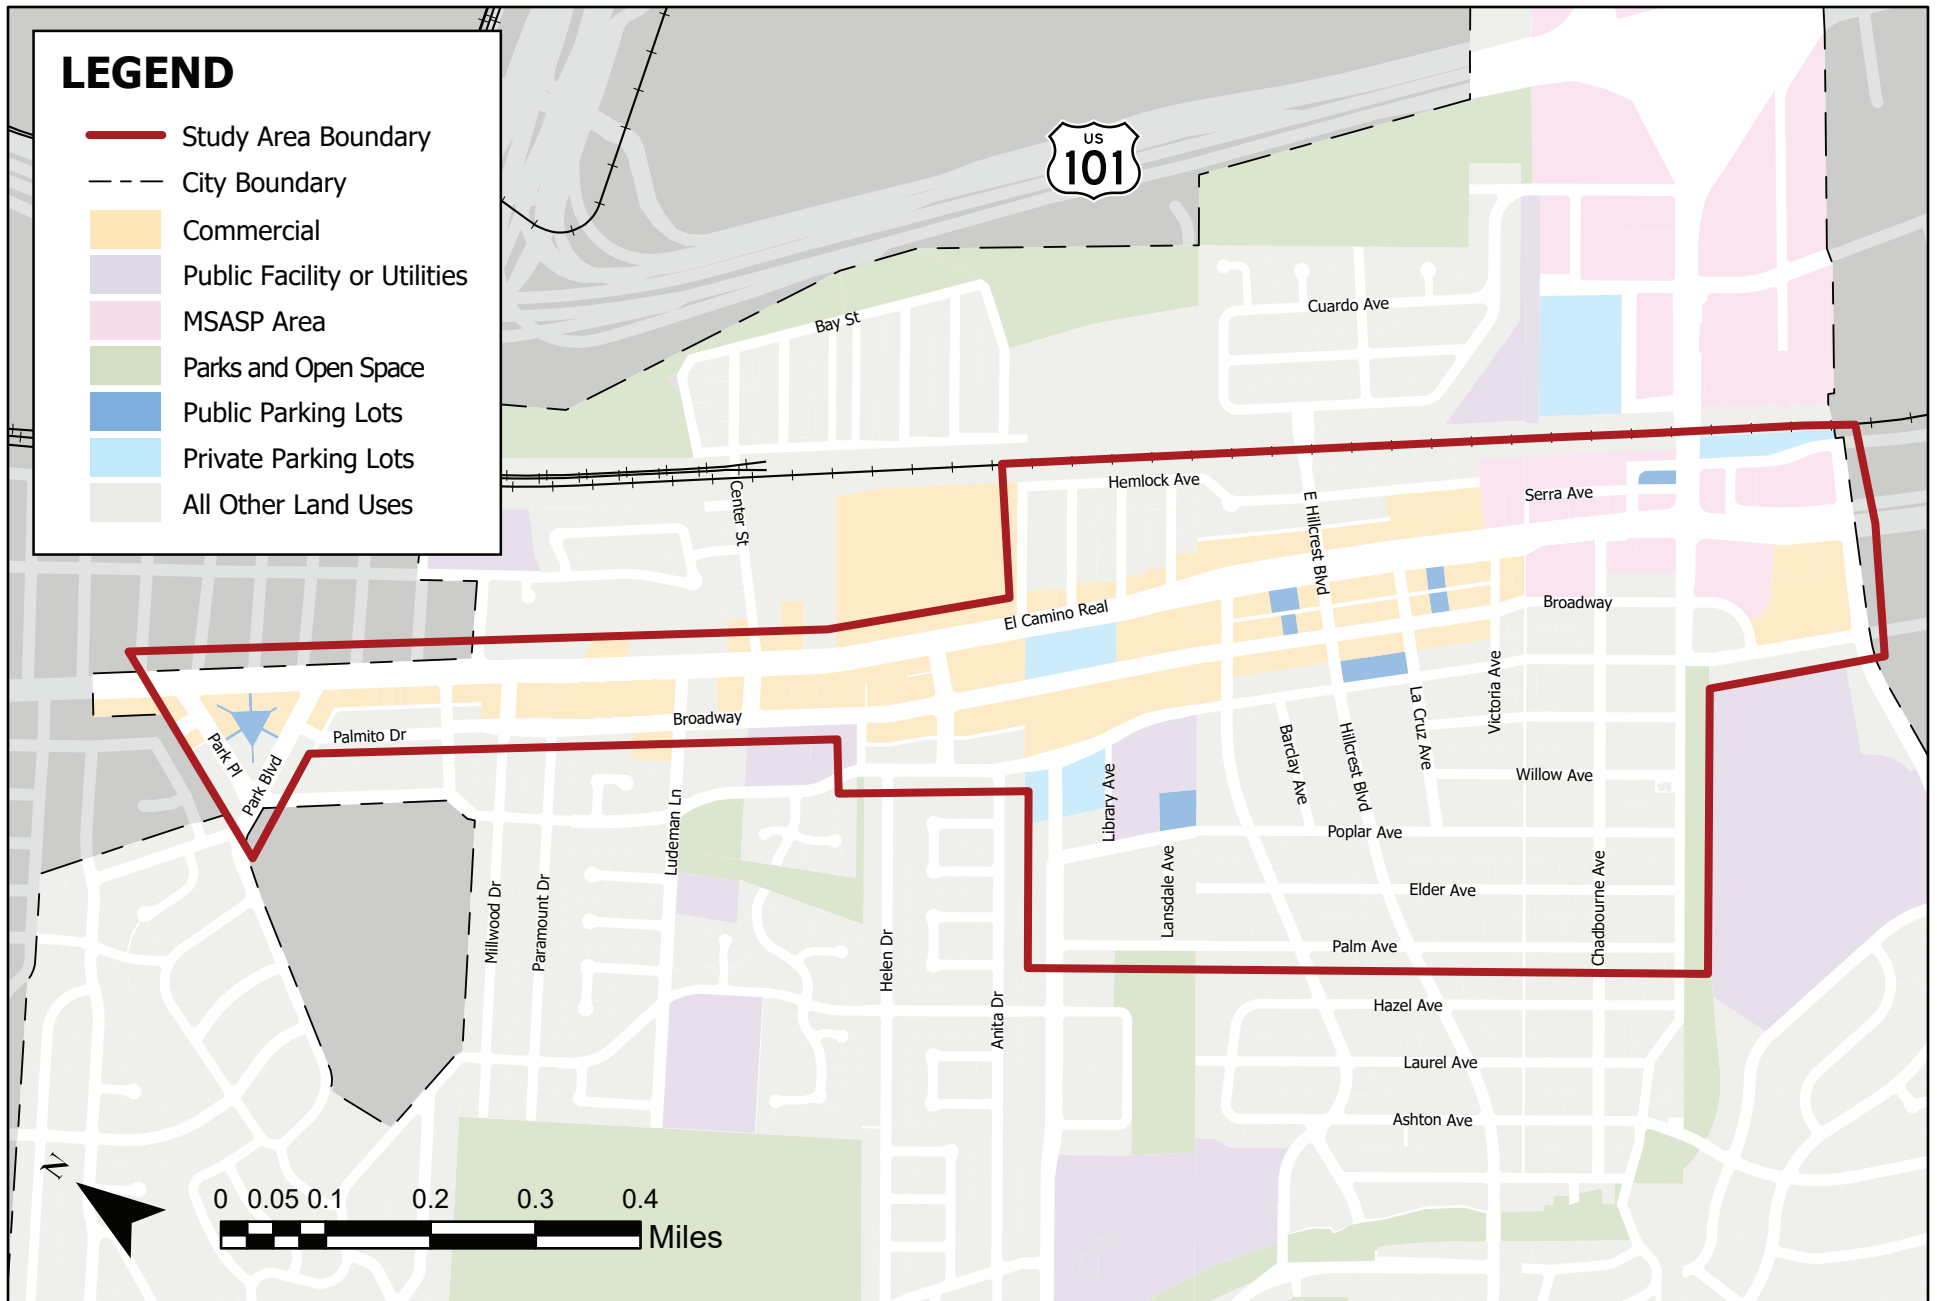 LEGEND
Study Area Boundary
City Boundary
Commercial
Public Facility or Utilities
MSASP Area
Parks and Open Space
Public Parking Lots
Private Parking Lots
All Other Land Uses
US
101
Cuardo Ave
Bay St
Hemlock Ave
Center St
E Hillcrest Blvd
Serra Ave
El Camino Real
Broadway
Broadway
Palmito Dr
Park Pl
Park Blvd
Victoria Ave
La Cruz Ave
Barclay Ave
Hillcrest Blvd
Willow Ave
Library Ave
Poplar Ave
Ludeman Ln
Lansdale Ave
Elder Ave
Chadbourne Ave
Millwood Dr
Paramount Dr
Helen Dr
Palm Ave
Anita Dr
Hazel Ave
Laurel Ave
Ashton Ave
N
0 0.05 0.1 0.2 0.3 0.4
Miles